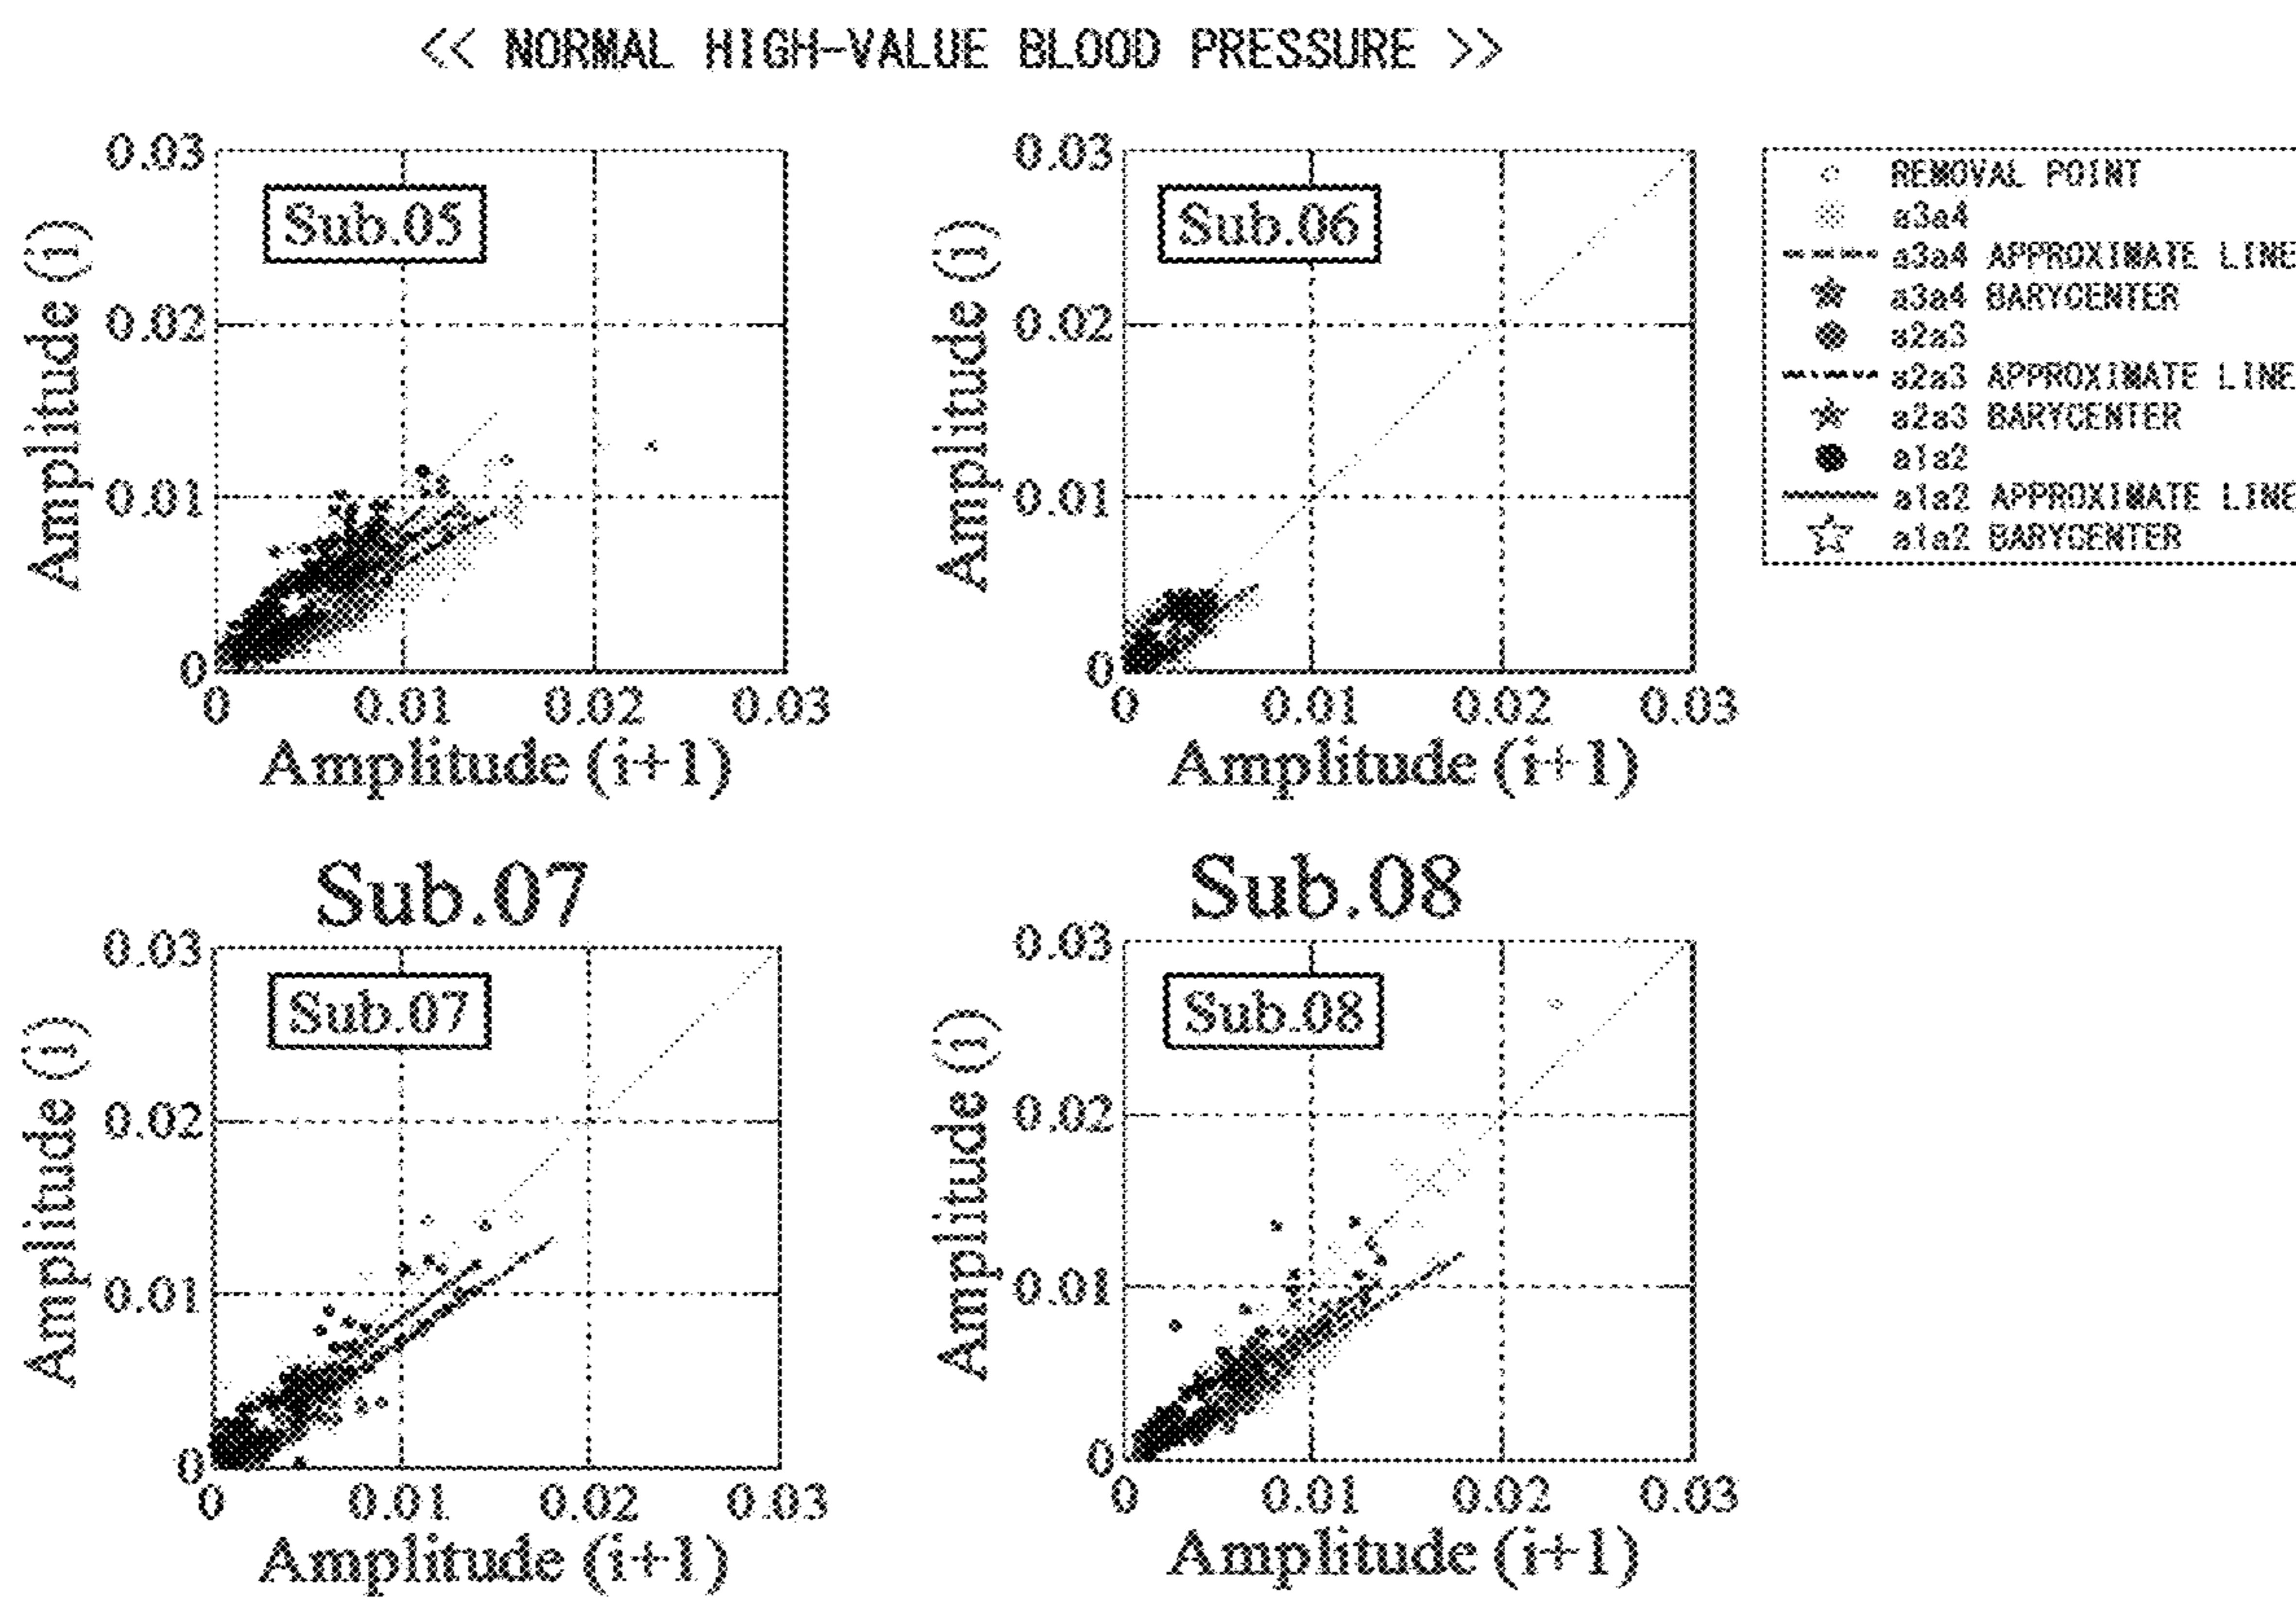 << NORMAL HIGH-VALUE BLOOD PRESSURE >>
0.03
0.02
0.01
0
Amplitude (i)
Sub.05
0 0.01 0.02 0.03
Amplitude (i+1)
0.03
0.02
0.01
0
Amplitude (i)
Sub.06
0 0.01 0.02 0.03
Amplitude (i+1)
REMOVAL POINT
a3a4
a3a4 APPROXIMATE LINE
a3a4 BARYCENTER
a2a3
a2a3 APPROXIMATE LINE
a2a3 BARYCENTER
a1a2
a1a2 APPROXIMATE LINE
a1a2 BARYCENTER
Sub.07
0.03
0.02
0.01
0
Amplitude (i)
Sub.07
0 0.01 0.02 0.03
Amplitude (i+1)
Sub.08
0.03
0.02
0.01
0
Amplitude (i)
Sub.08
0 0.01 0.02 0.03
Amplitude (i+1)